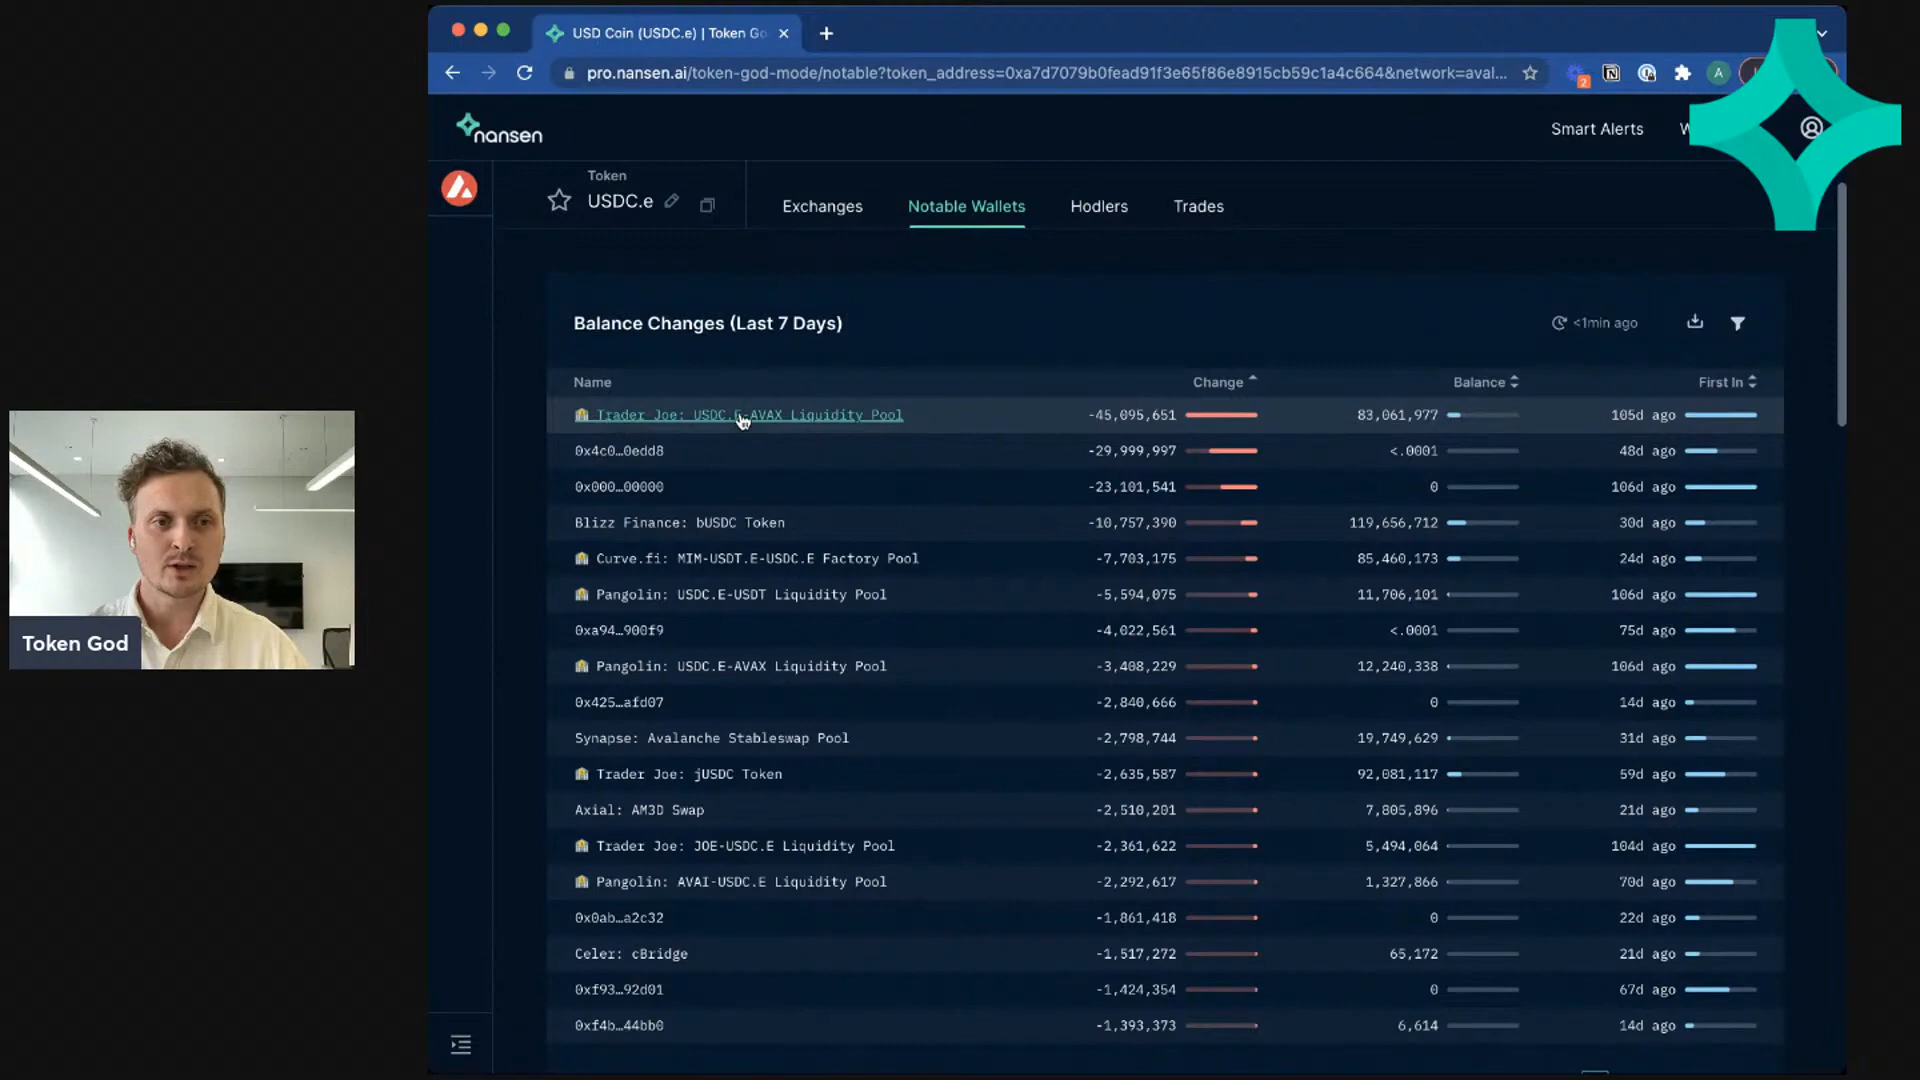 USD Coin (USDC.e) | Token Go
pro.nansen.ai/token-god-mode/notable?token_address=0xa7d7079b0fead91f3e65f86e8915cb59c1a4c664&network=aval...
2
A
nansen
Smart Alerts
W
Token
USDC.e
Exchanges
Notable Wallets
Hodlers
Trades
Balance Changes (Last 7 Days)
<1min ago
Name Change Balance First In
Trader Joe: USDC.E-AVAX Liquidity Pool -45,095,651 83,061,977 105d ago
0x4c0…0edd8 -29,999,997 <.0001 48d ago
0x000…00000 -23,101,541 0 106d ago
Blizz Finance: bUSDC Token -10,757,390 119,656,712 30d ago
Curve.fi: MIM-USDT.E-USDC.E Factory Pool -7,703,175 85,460,173 24d ago
Pangolin: USDC.E-USDT Liquidity Pool -5,594,075 11,706,101 106d ago
0xa94…900f9 -4,022,561 <.0001 75d ago
Pangolin: USDC.E-AVAX Liquidity Pool -3,408,229 12,240,338 106d ago
0x425…afd07 -2,840,666 0 14d ago
Synapse: Avalanche Stableswap Pool -2,798,744 19,749,629 31d ago
Trader Joe: jUSDC Token -2,635,587 92,081,117 59d ago
Axial: AM3D Swap -2,510,201 7,805,896 21d ago
Trader Joe: JOE-USDC.E Liquidity Pool -2,361,622 5,494,064 104d ago
Pangolin: AVAI-USDC.E Liquidity Pool -2,292,617 1,327,866 70d ago
0x0ab…a2c32 -1,861,418 0 22d ago
Celer: cBridge -1,517,272 65,172 21d ago
0xf93…92d01 -1,424,354 0 67d ago
0xf4b…44bb0 -1,393,373 6,614 14d ago
Token God